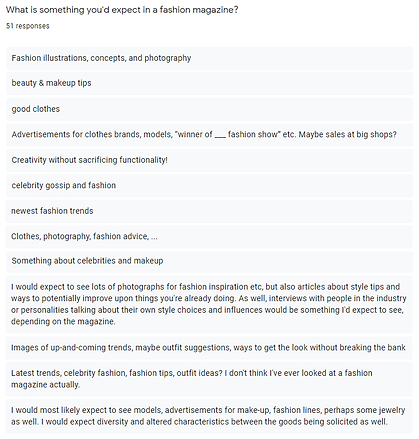 What is something you'd expect in a fashion magazine?
51 responses
Fashion illustrations, concepts, and photography
beauty & makeup tips
good clothes
Advertisements for clothes brands, models, "winner of ___ fashion show" etc. Maybe sales at big shops?
Creativity without sacrificing functionality!
celebrity gossip and fashion
newest fashion trends
Clothes, photography, fashion advice, ...
Something about celebrities and makeup
I would expect to see lots of photographs for fashion inspiration etc, but also articles about style tips and
ways to potentially improve upon things you're already doing. As well, interviews with people in the industry
or personalities talking about their own style choices and influences would be something I'd expect to see,
depending on the magazine.
Images of up-and-coming trends, maybe outfit suggestions, ways to get the look without breaking the bank
Latest trends, celebrity fashion, fashion tips, outfit ideas? I don't think I've ever looked at a fashion
magazine actually.
I would most likely expect to see models, advertisements for make-up, fashion lines, perhaps some jewelry
as well. I would expect diversity and altered characteristics between the goods being solicited as well.